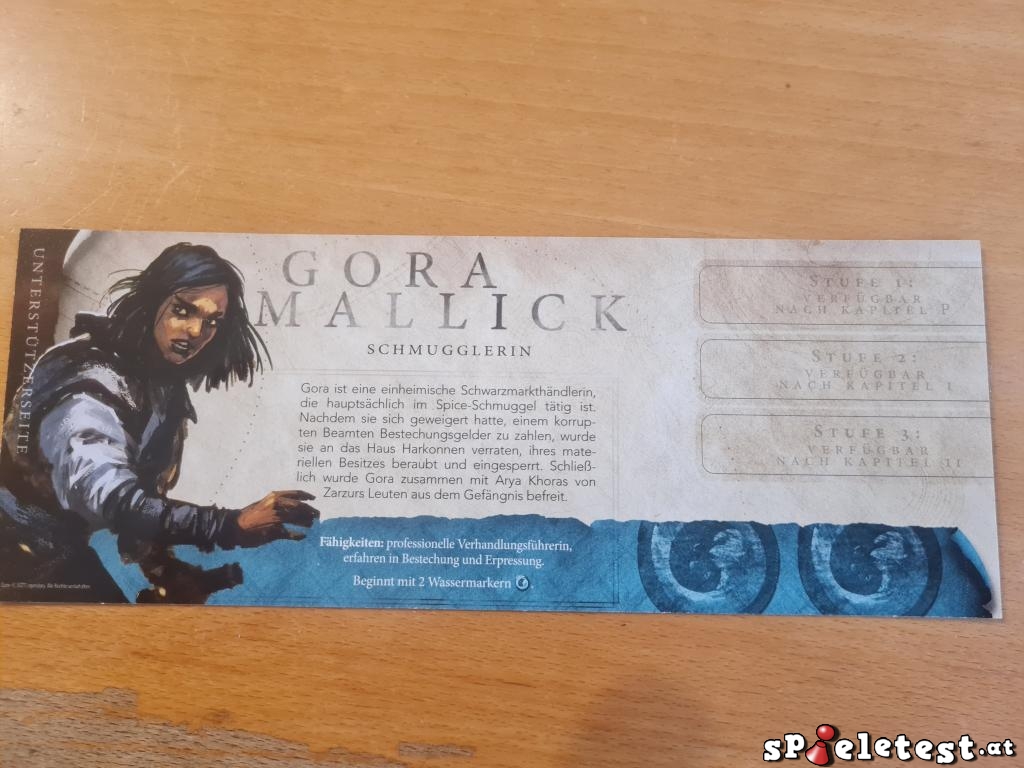 UNTERSTÜTZERSEITE
GORA
MALLICK
SCHMUGGLERIN
Gora ist eine einheimische Schwarzmarkthändlerin,
die hauptsächlich im Spice-Schmuggel tätig ist.
Nachdem sie sich geweigert hatte, einem korrup-
ten Beamten Bestechungsgelder zu zahlen, wurde
sie an das Haus Harkonnen verraten, ihres mate-
riellen Besitzes beraubt und eingesperrt. Schließ-
lich wurde Gora zusammen mit Arya Khoras von
Zarzurs Leuten aus dem Gefängnis befreit.
Fähigkeiten: professionelle Verhandlungsführerin,
erfahren in Bestechung und Erpressung.
Beginnt mit 2 Wassermarkern .
STUFE 1:
VERFÜGBAR
NACH KAPITEL P
STUFE 2:
VERFÜGBAR
NACH KAPITEL I
STUFE 3:
VERFÜGBAR
NACH KAPITEL II
Legendary. Alle Rechte vorbehalten.
spieletest.at